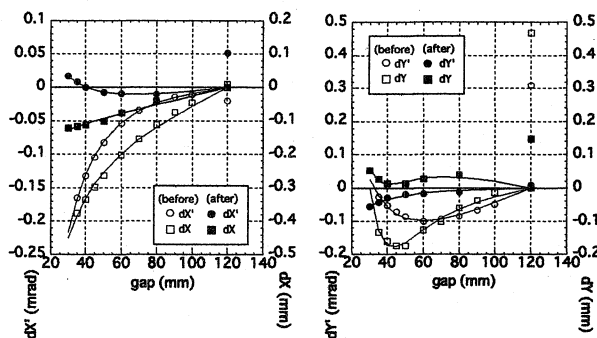 0.1
0.2
0.5
0.5
0.05
0.1
0.4
0.4
0
0
0.3
0.3
-0.05
-0.1
0.2
0.2
-0.1
-0.2
0.1
0.1
-0.15
-0.3
0
0
-0.2
-0.4
-0.1
-0.1
-0.25
-0.5
-0.2
-0.2
(before) (after)
dX' dX'
dX dX
(before) (after)
dY' dY'
dY dY
20 40 60 80 100 120 140
gap (mm)
dX' (mrad)
dX (mm)
20 40 60 80 100 120 140
gap (mm)
dY' (mrad)
dY (mm)